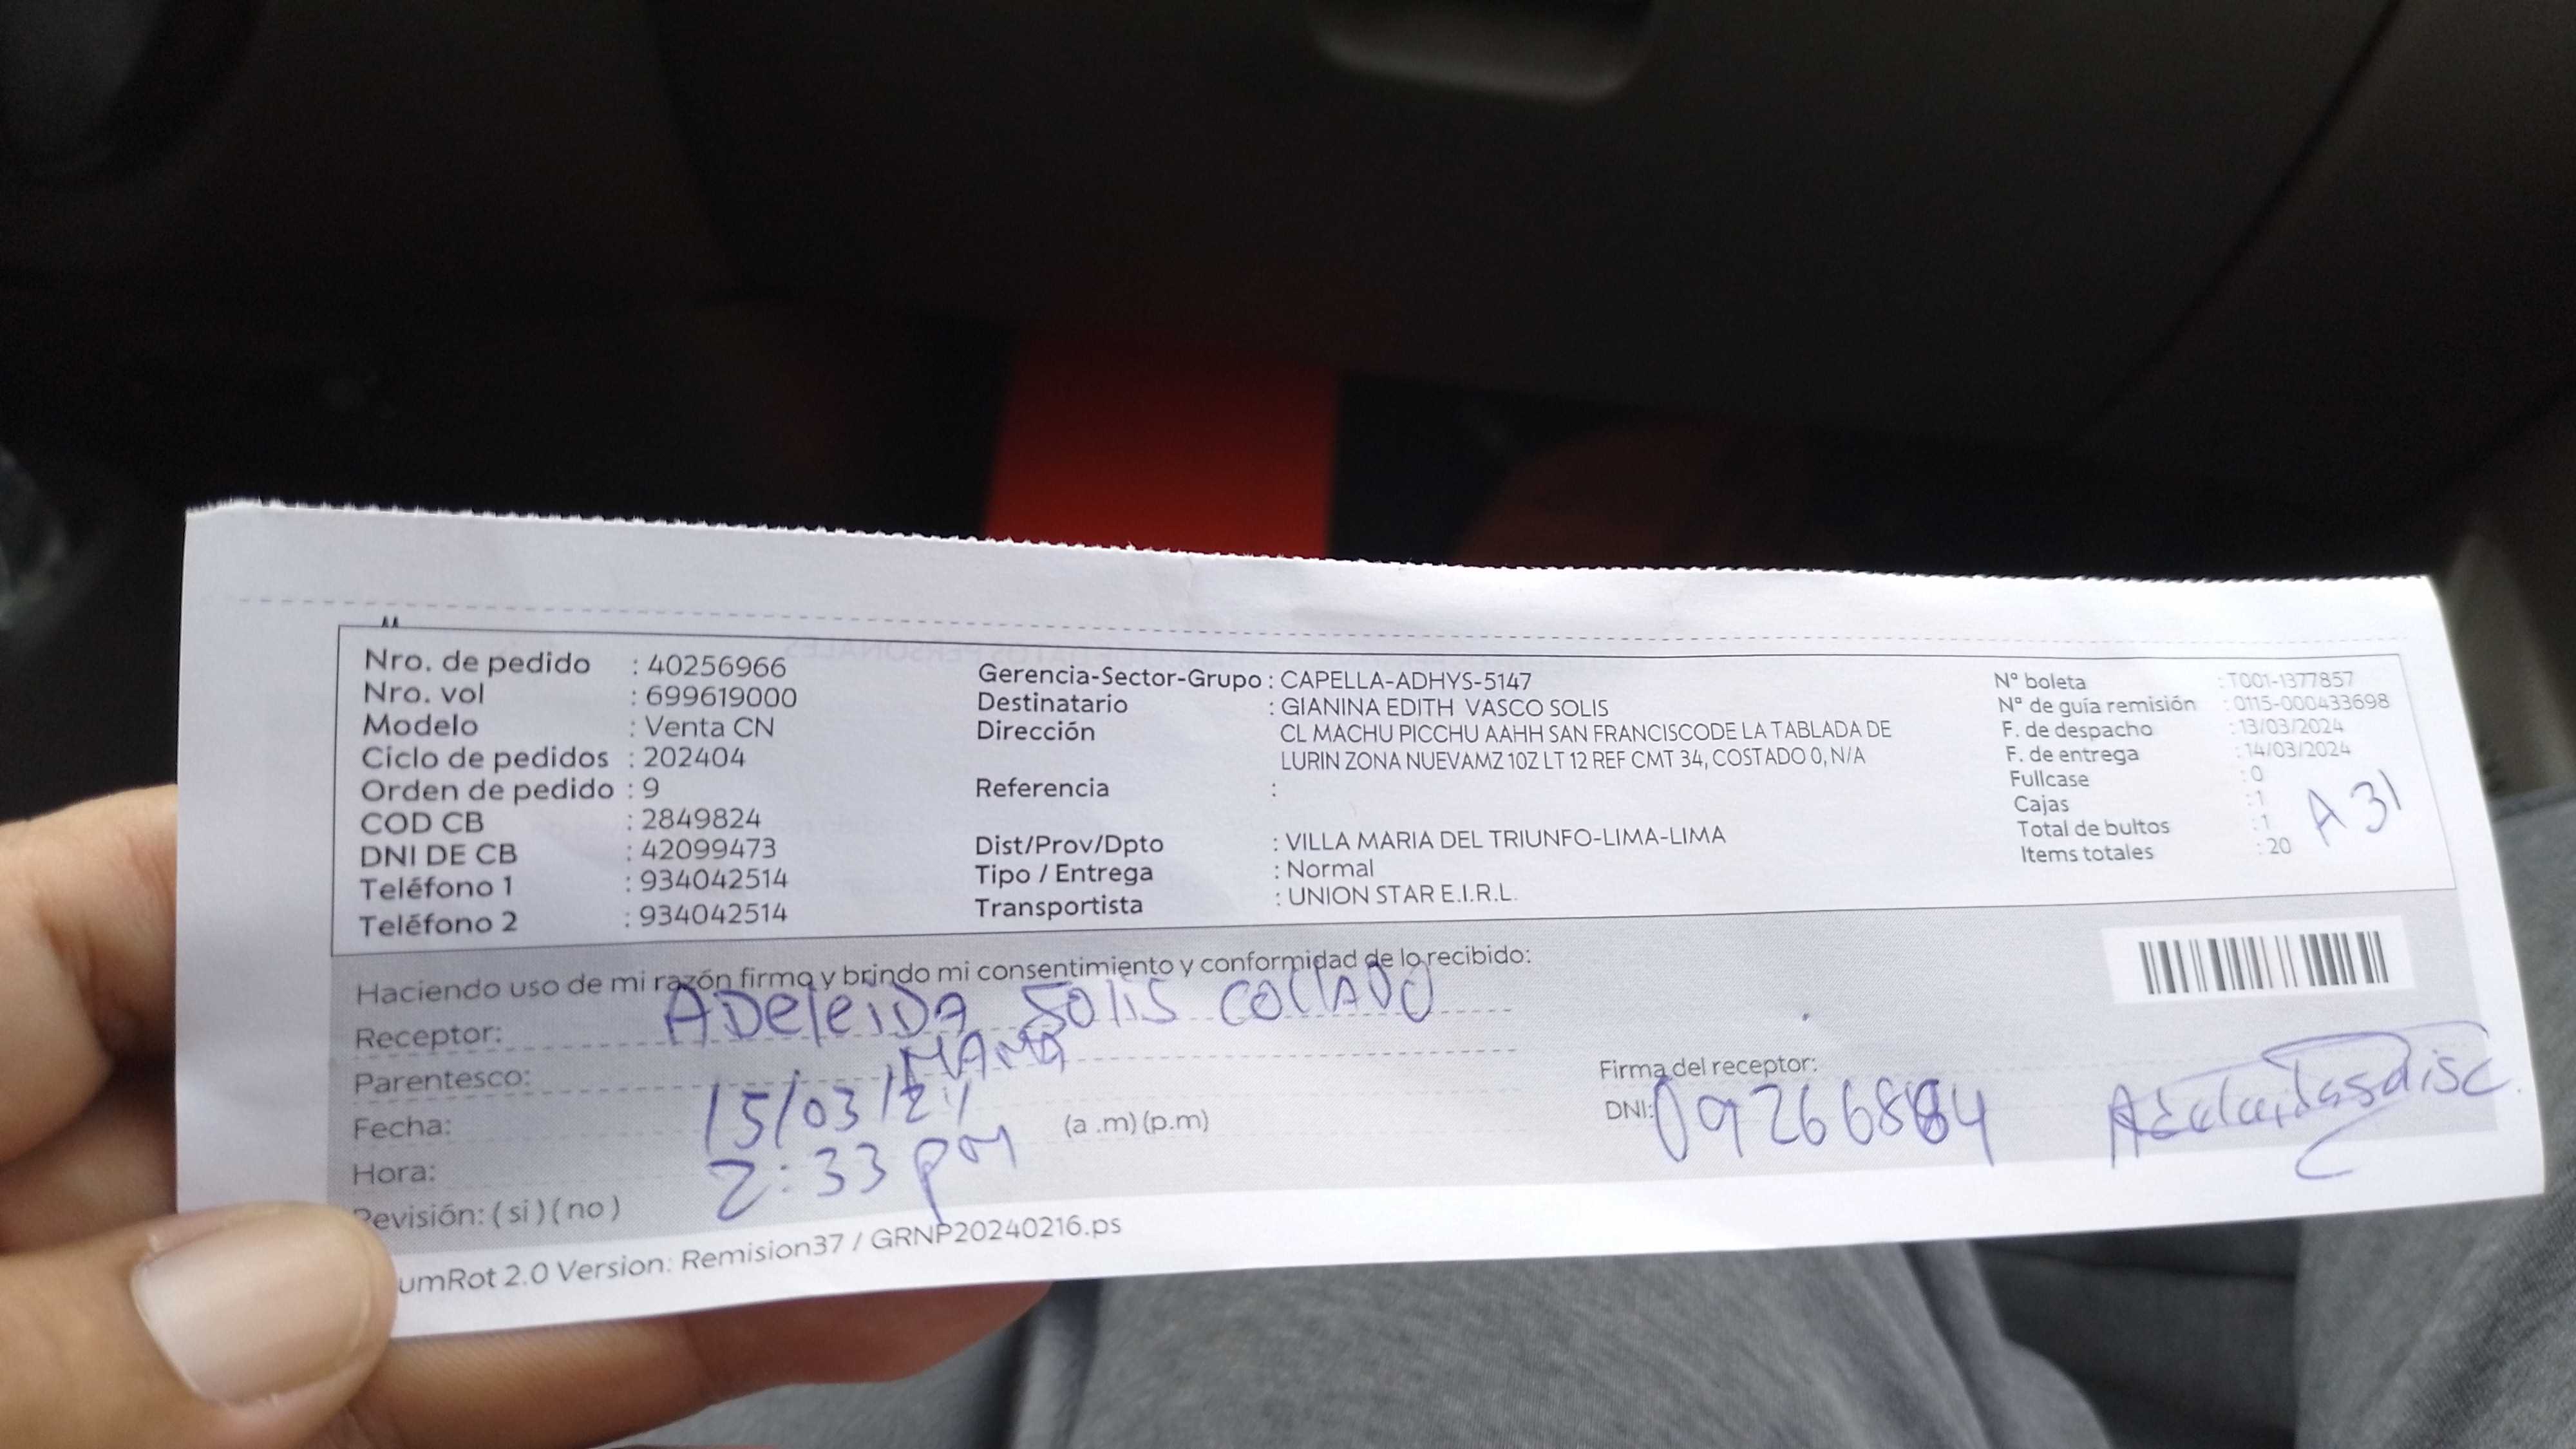 Nro. de pedido : 40256966
Nro. vol : 699619000
Modelo : Venta CN
Ciclo de pedidos : 202404
Orden de pedido : 9
COD CB : 2849824
DNI DE CB : 42099473
Teléfono 1 : 934042514
Teléfono 2 : 934042514
Gerencia-Sector-Grupo : CAPELLA-ADHYS-5147
Destinatario : GIANINA EDITH VASCO SOLIS
Dirección CL MACHU PICCHU AAHH SAN FRANCISCODE LA TABLADA DE
LURIN ZONA NUEVAMZ 10Z LT 12 REF CMT 34, COSTADO 0, N/A
Referencia :
Dist/Prov/Dpto : VILLA MARIA DEL TRIUNFO-LIMA-LIMA
Tipo / Entrega : Normal
Transportista : UNION STAR E.I.R.L.
N° boleta : T001-1377857
N° de guía remisión : 0115-000433698
F. de despacho : 13/03/2024
F. de entrega : 14/03/2024
Fullcase : 0
Cajas : 1
Total de bultos : 1
Items totales : 20
A 31
Haciendo uso de mi razón firmo y brindo mi consentimiento y conformidad de lo recibido:
Receptor: ADeleiDA SOlIS COllADO
Parentesco: MAMA
Fecha: 15/03/24 (a .m) (p.m)
Hora: 2:33 pm
Revisión: ( si ) ( no )
Firma del receptor:
DNI: 09266884
umRot 2.0 Version: Remision37 / GRNP20240216.ps